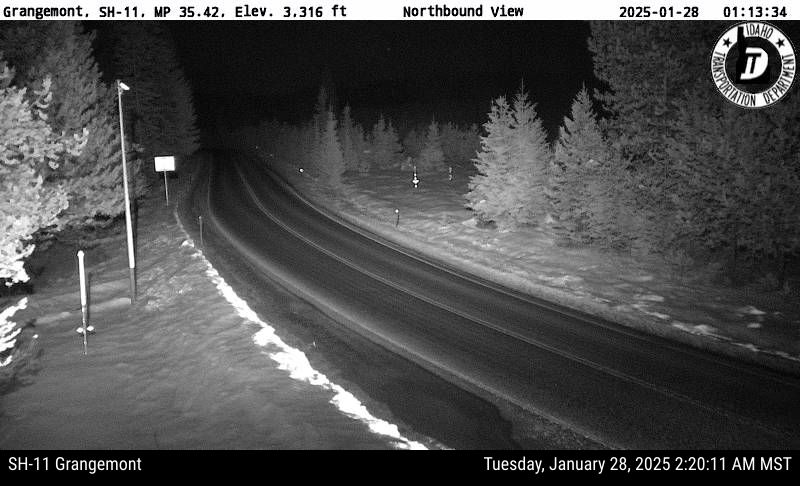 Grangemont, SH-11, MP 35.42, Elev. 3,316 ft Northbound View 2025-01-28 01:13:34
IDAHO
TRANSPORTATION DEPARTMENT
SH-11 Grangemont Tuesday, January 28, 2025 2:20:11 AM MST